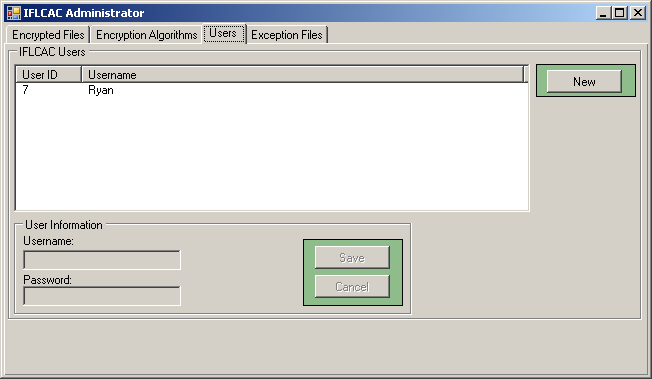 IFLCAC Administrator
Encrypted Files Encryption Algorithms Users Exception Files
IFLCAC Users
User ID Username
7 Ryan
New
User Information
Username:
Password:
Save
Cancel